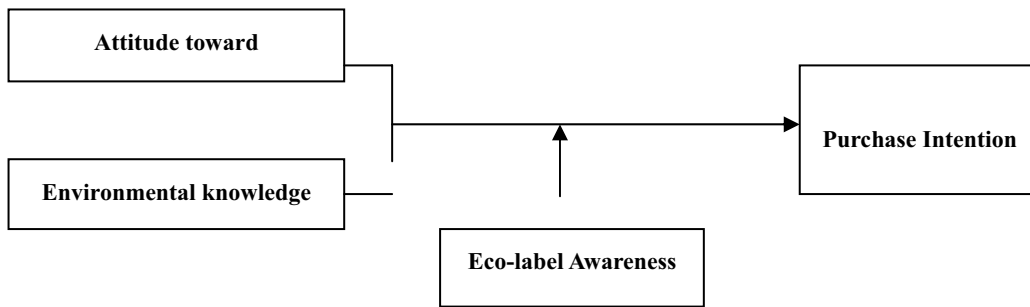 Attitude toward
Purchase Intention
Environmental knowledge
Eco-label Awareness